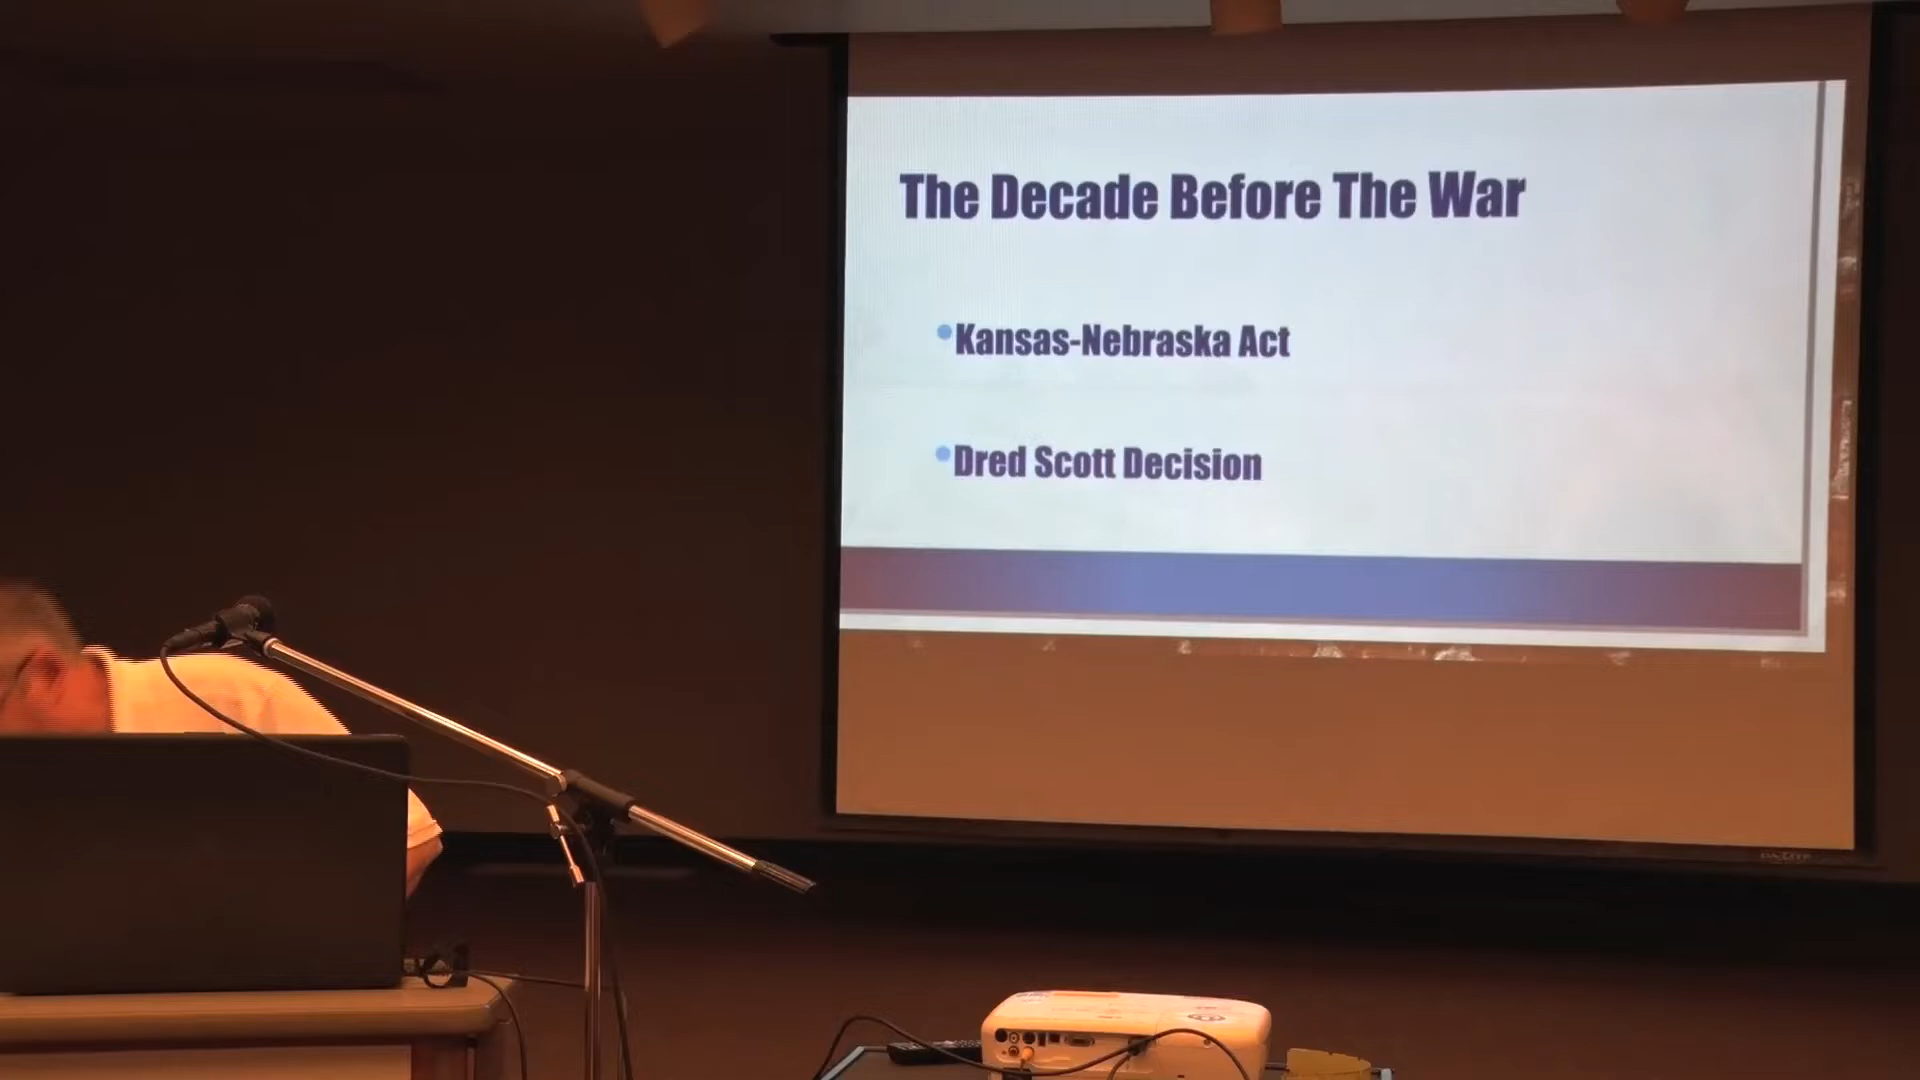 The Decade Before The War
•Kansas-Nebraska Act
•Dred Scott Decision